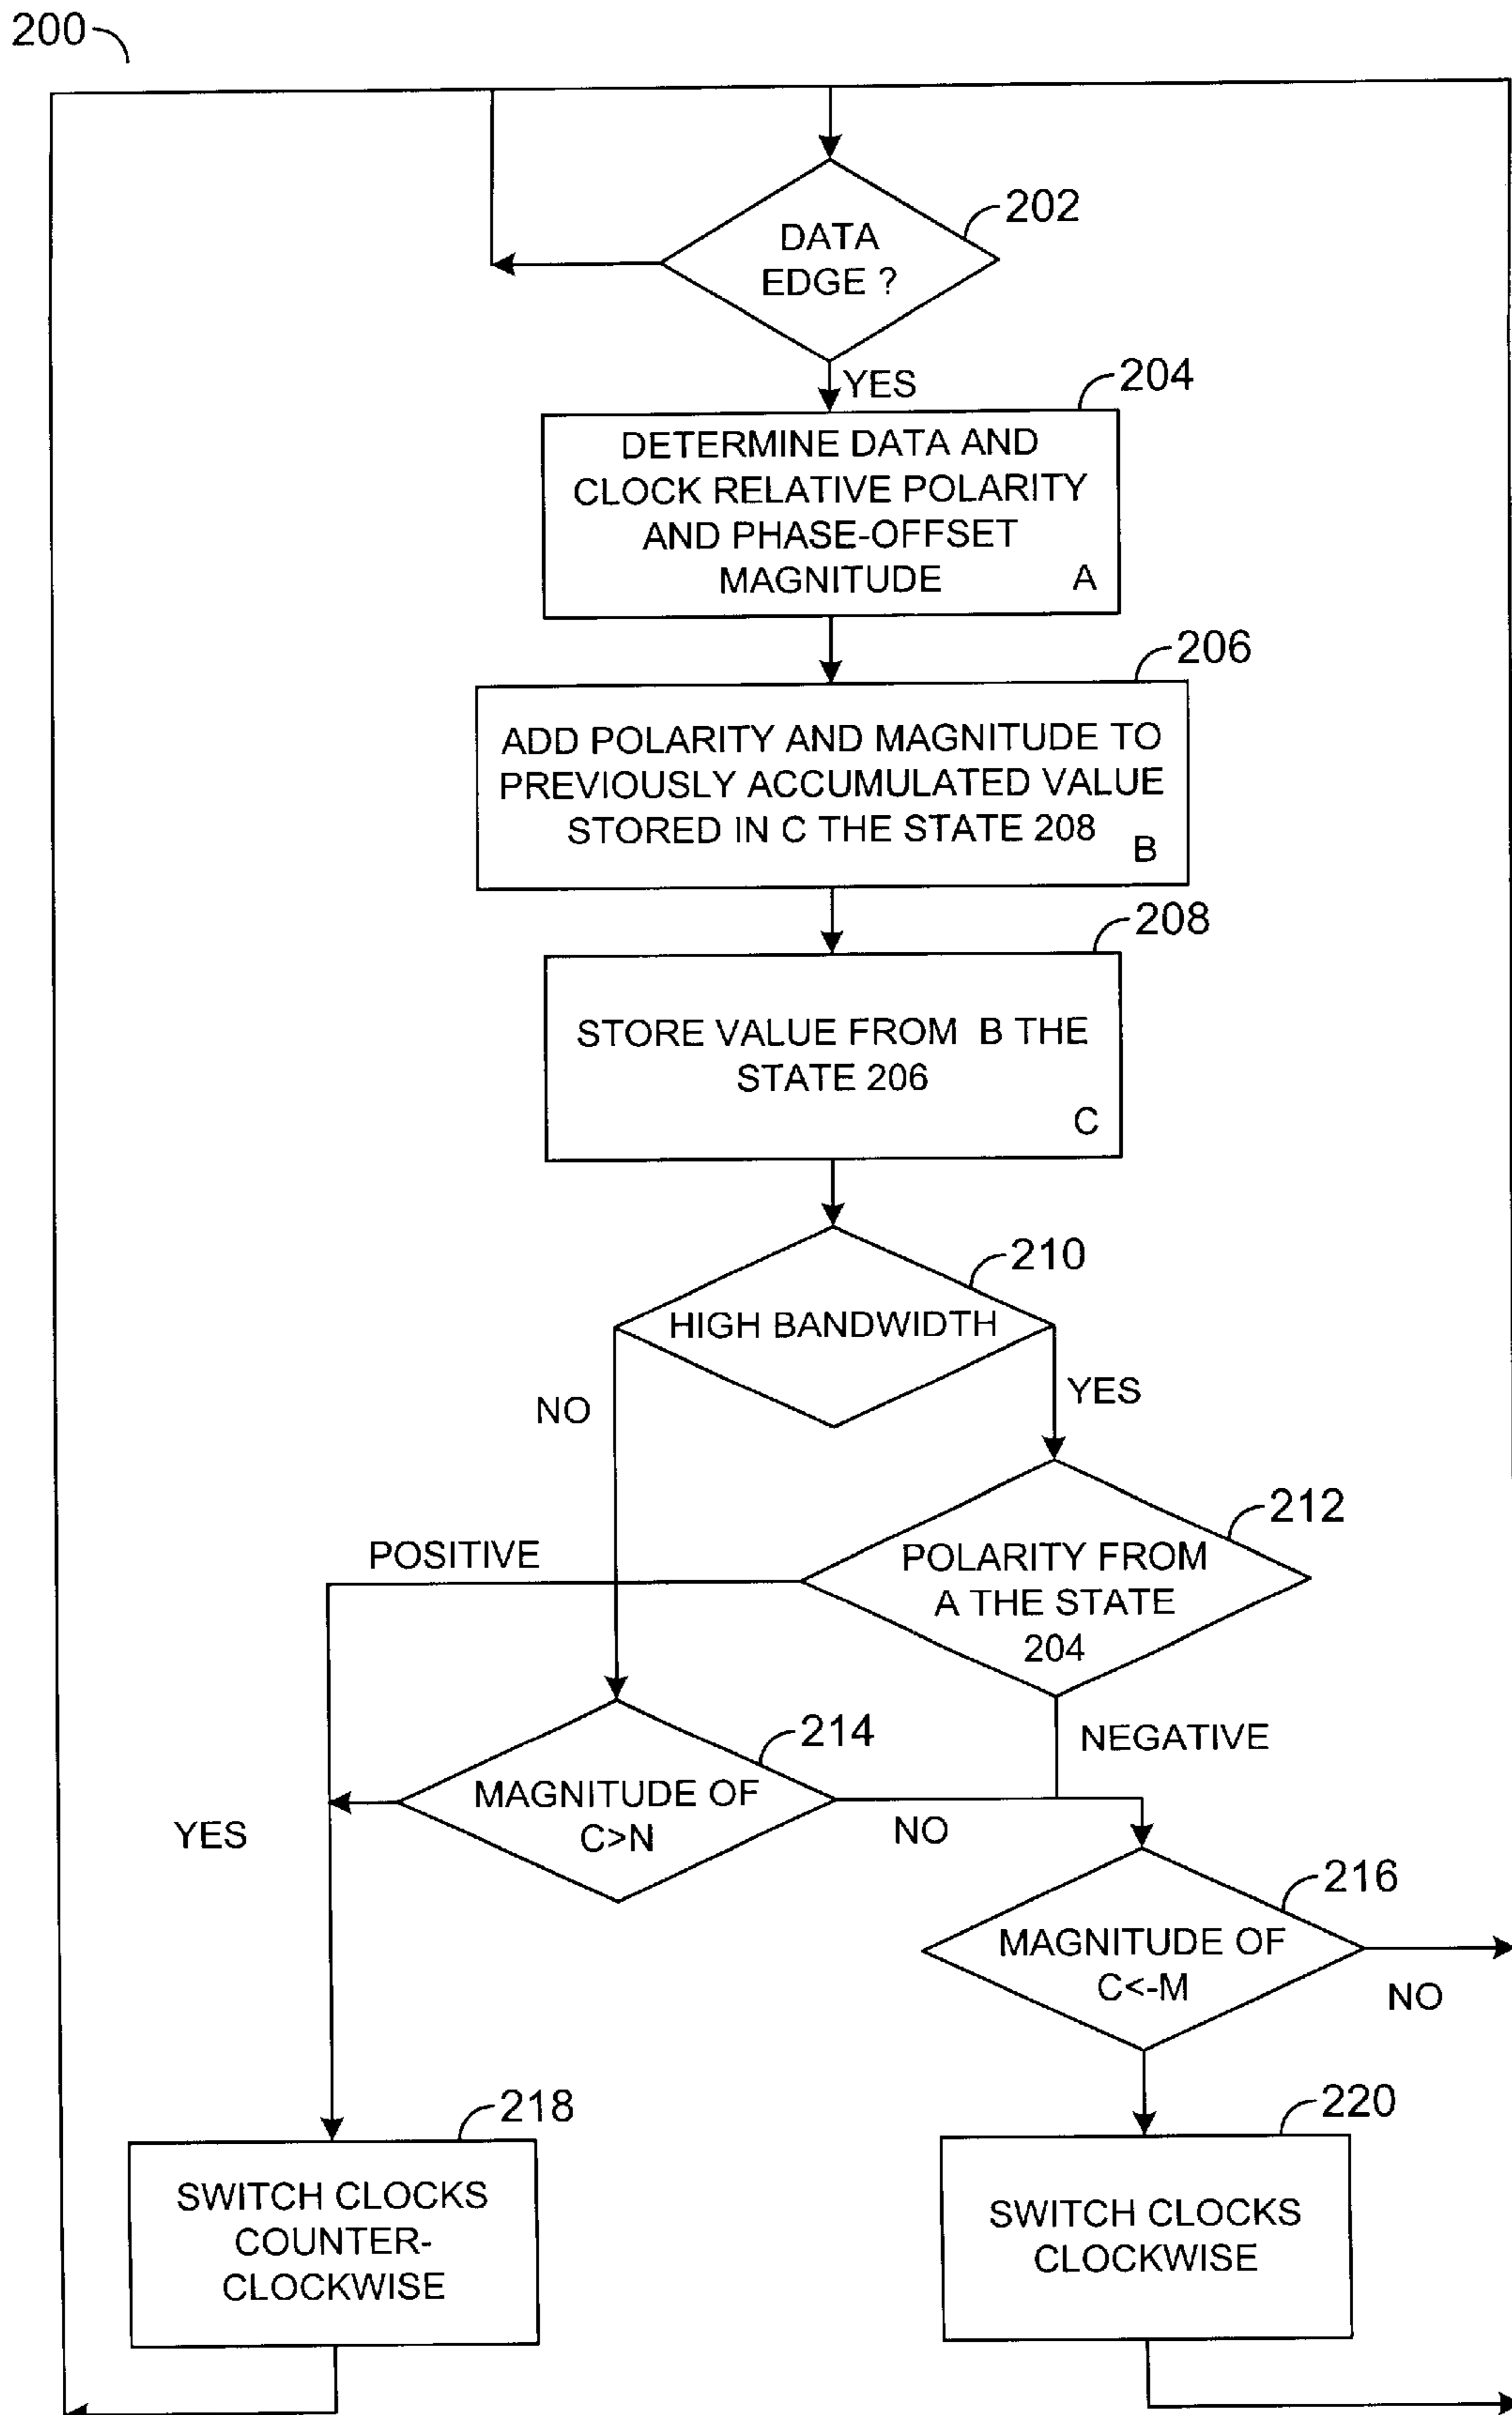 200
202
DATA
EDGE ?
YES
204
DETERMINE DATA AND
CLOCK RELATIVE POLARITY
AND PHASE-OFFSET
MAGNITUDE
A
206
ADD POLARITY AND MAGNITUDE TO
PREVIOUSLY ACCUMULATED VALUE
STORED IN C THE STATE 208
B
208
STORE VALUE FROM B THE
STATE 206
C
210
HIGH BANDWIDTH
NO
YES
212
POSITIVE
POLARITY FROM
A THE STATE
204
NEGATIVE
214
MAGNITUDE OF
C>N
YES
NO
216
MAGNITUDE OF
C<-M
NO
218
SWITCH CLOCKS
COUNTER-
CLOCKWISE
220
SWITCH CLOCKS
CLOCKWISE